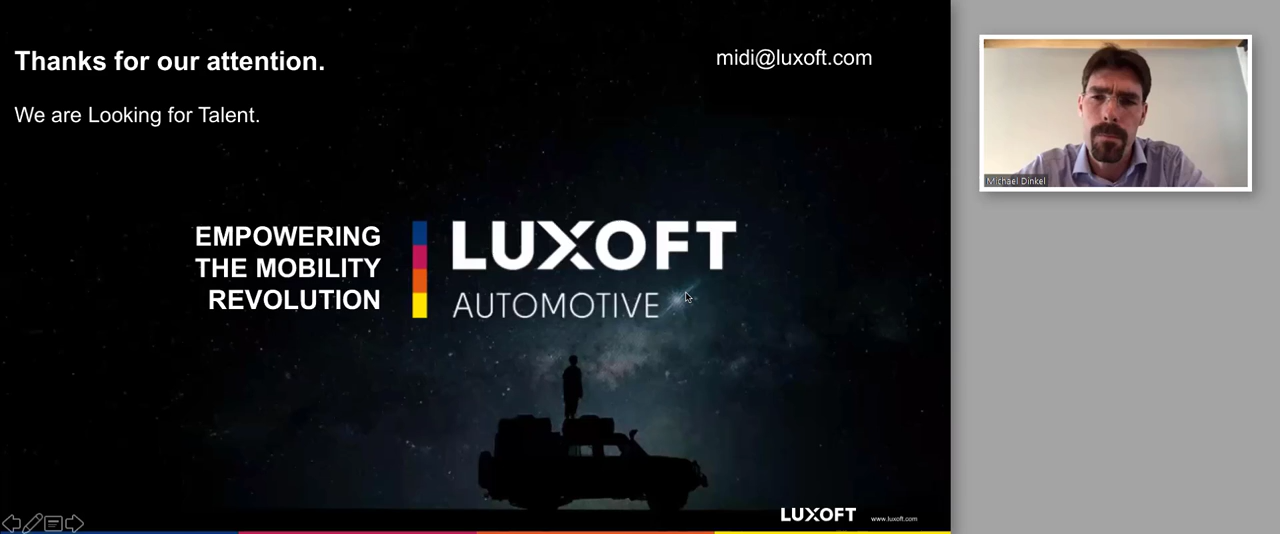 Thanks for our attention.
midi@luxoft.com
We are Looking for Talent.
EMPOWERING
THE MOBILITY
REVOLUTION
LUXOFT
AUTOMOTIVE
LUXOFT
www.luxoft.com
Michael Dinkel